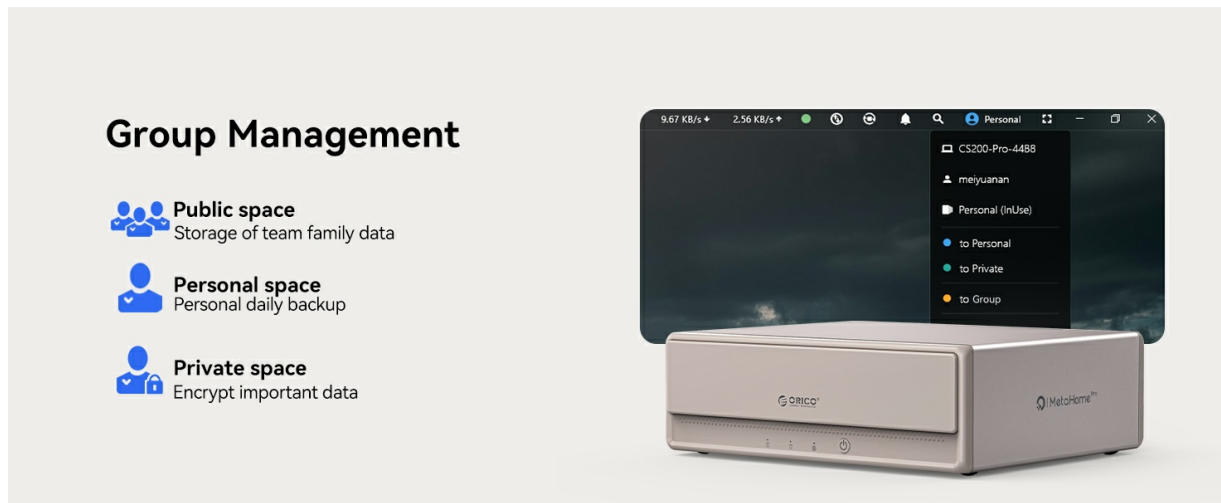 Group Management
Public space
Storage of team family data
Personal space
Personal daily backup
Private space
Encrypt important data
9.67 KB/s 2.56 KB/s Personal
CS200-Pro-44B8
meiyuanan
Personal (InUse)
to Personal
to Private
to Group
ORICO®
MetaHome Pro